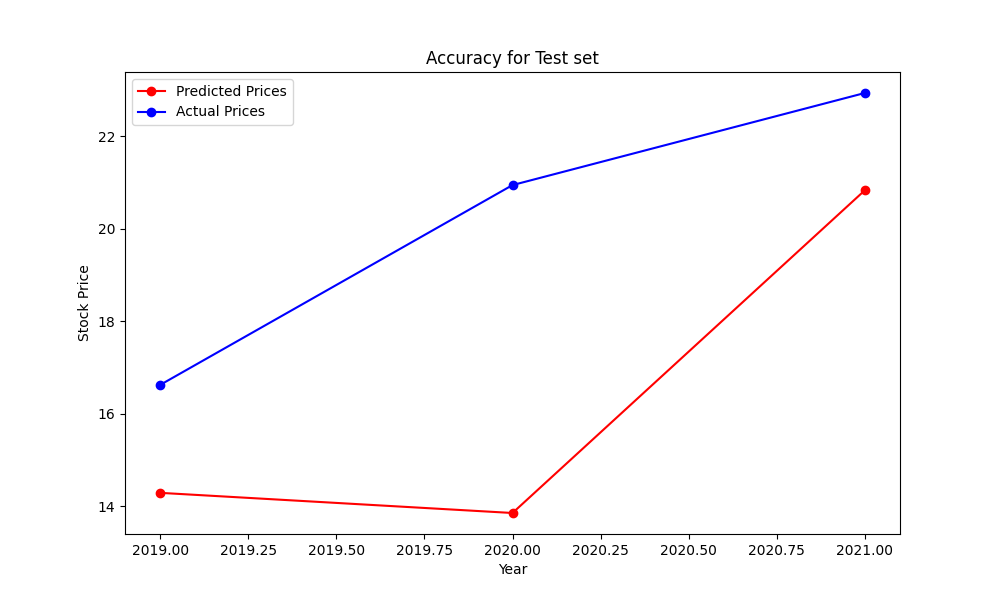 Accuracy for Test set
Predicted Prices
Actual Prices
Stock Price
22
20
18
16
14
2019.00 2019.25 2019.50 2019.75 2020.00 2020.25 2020.50 2020.75 2021.00
Year